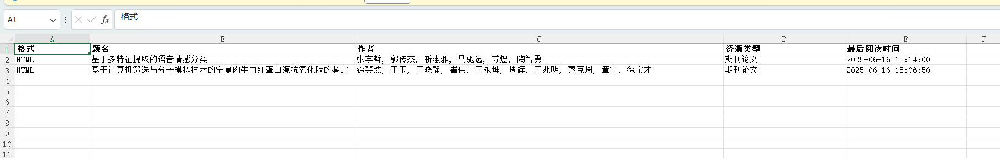 A1 fx 格式
A B C D E F
1 格式 题名 作者 资源类型 最后阅读时间
2 HTML 基于多特征提取的语音情感分类 张宇哲, 郭传杰, 靳淑雅, 马驰远, 苏煜, 陶智勇 期刊论文 2025-06-16 15:14:00
3 HTML 基于计算机筛选与分子模拟技术的宁夏肉牛血红蛋白源抗氧化肽的鉴定 徐斐然, 王玉, 王晓静, 崔伟, 王永坤, 周辉, 王兆明, 蔡克周, 章宝, 徐宝才 期刊论文 2025-06-16 15:06:50
4
5
6
7
8
9
10
11